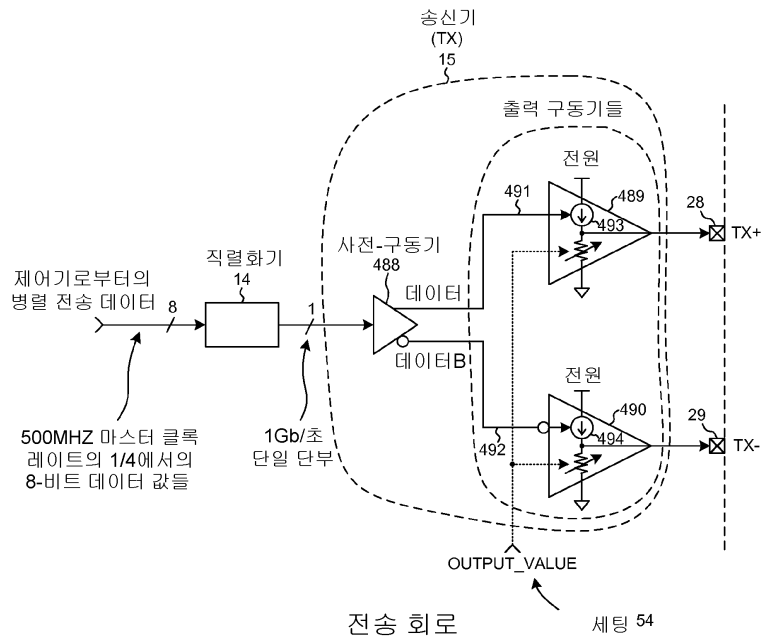 송신기
(TX)
15
출력 구동기들
전원
491
489
493
28
TX+
사전-구동기
488
직렬화기
14
제어기로부터의
병렬 전송 데이터
8
1
데이터
데이터B
전원
490
494
492
29
TX-
500MHZ 마스터 클록
레이트의 1/4에서의
8-비트 데이터 값들
1Gb/초
단일 단부
OUTPUT_VALUE
세팅 54
전송 회로